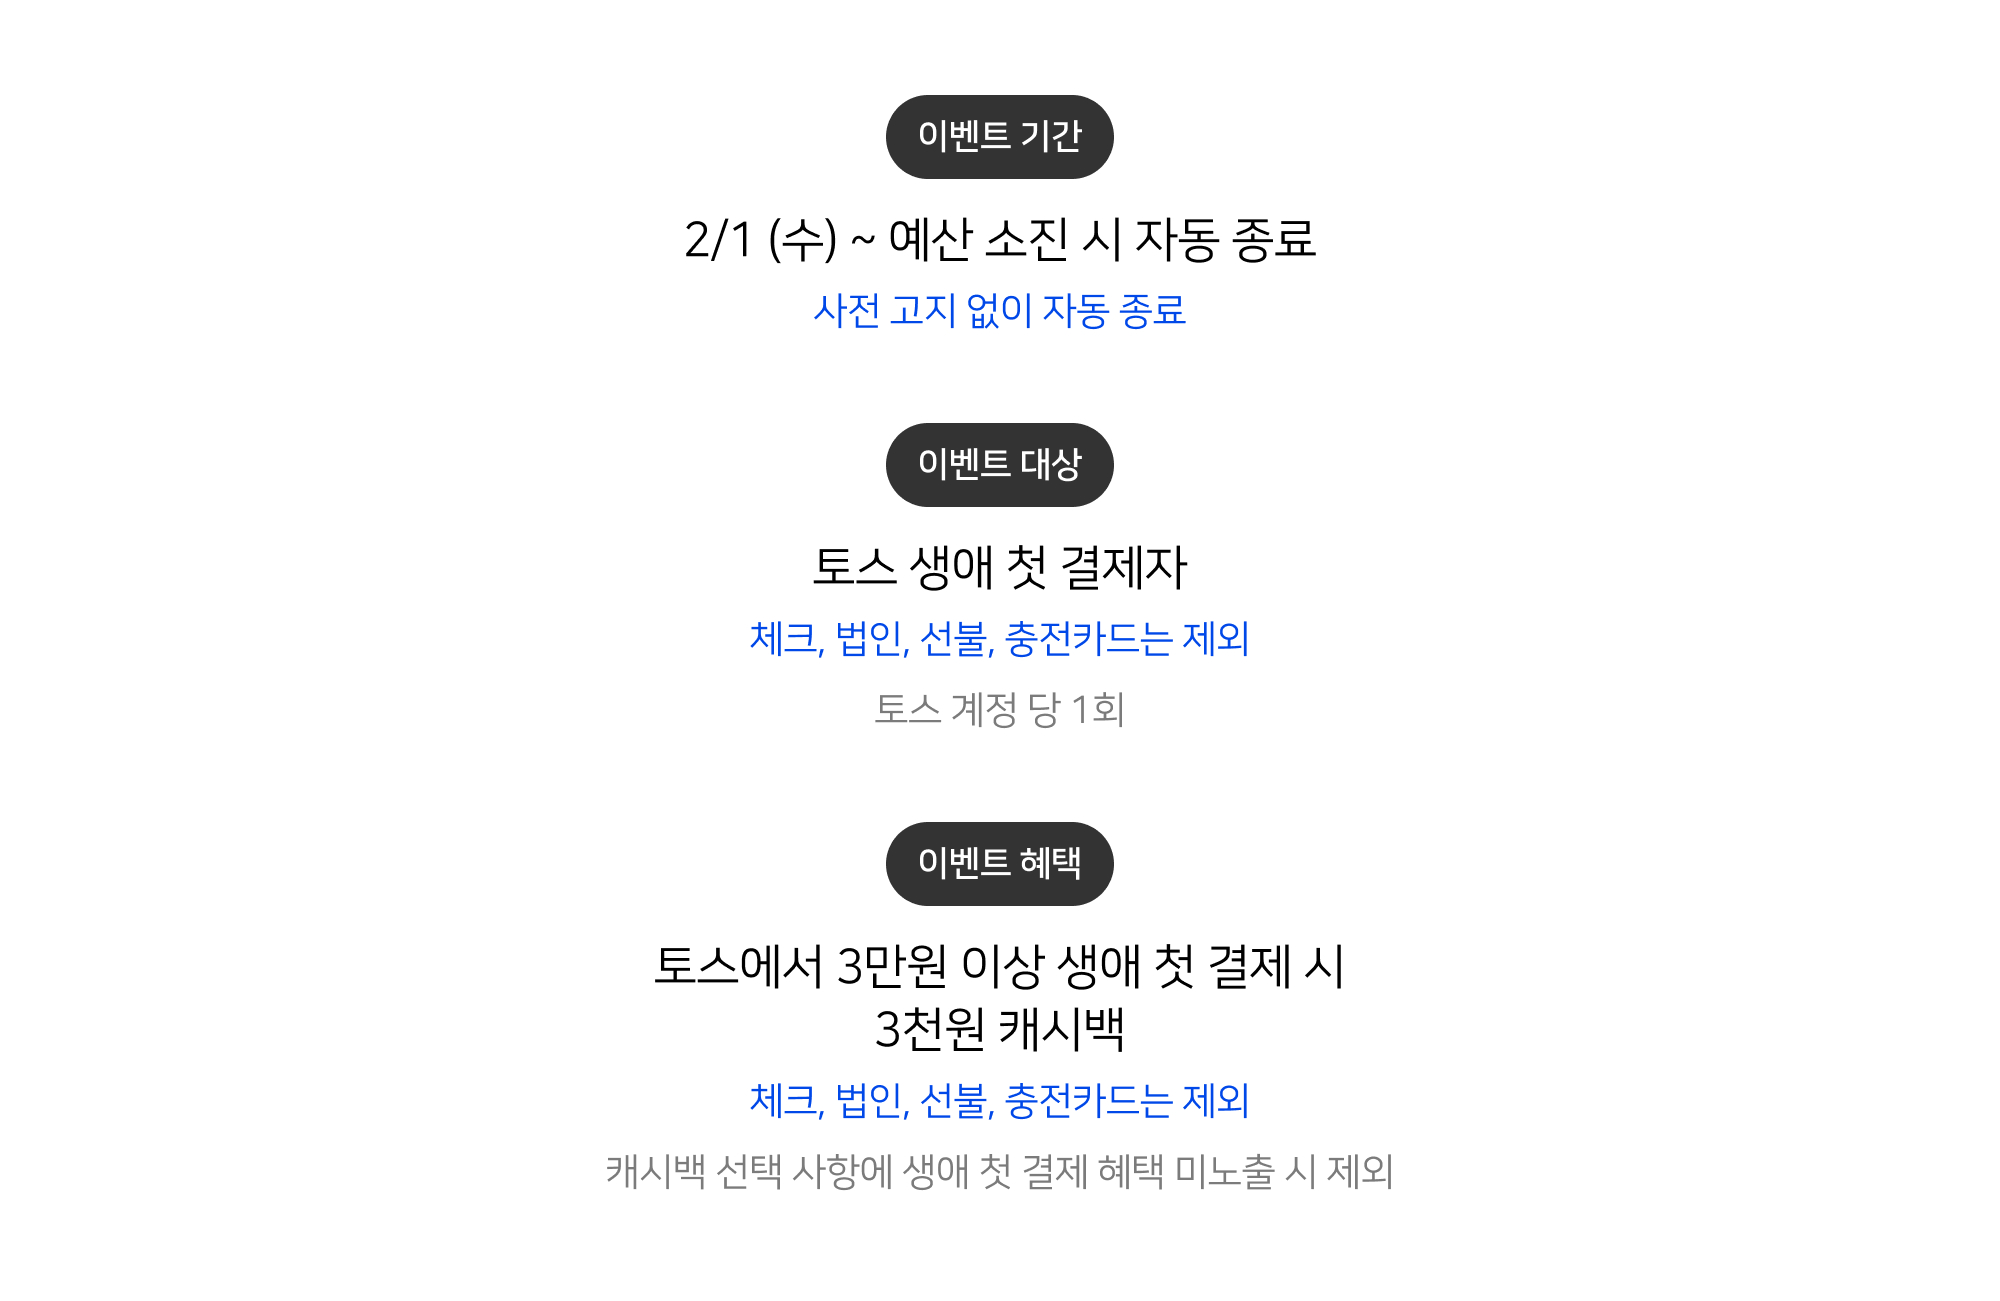 이벤트 기간
2/1 (수) ~ 예산 소진 시 자동 종료
사전 고지 없이 자동 종료
이벤트 대상
토스 생애 첫 결제자
체크, 법인, 선불, 충전카드는 제외
토스 계정 당 1회
이벤트 혜택
토스에서 3만원 이상 생애 첫 결제 시
3천원 캐시백
체크, 법인, 선불, 충전카드는 제외
캐시백 선택 사항에 생애 첫 결제 혜택 미노출 시 제외